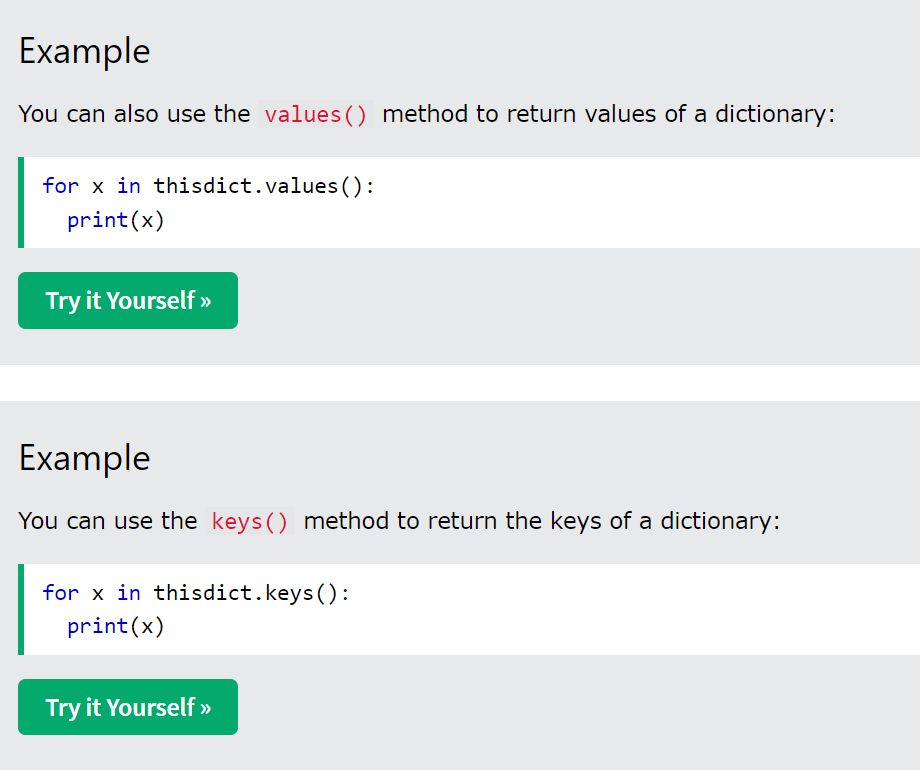 Example
You can also use the values() method to return values of a dictionary:
for x in thisdict.values():
  print(x)
Try it Yourself »
Example
You can use the keys() method to return the keys of a dictionary:
for x in thisdict.keys():
  print(x)
Try it Yourself »